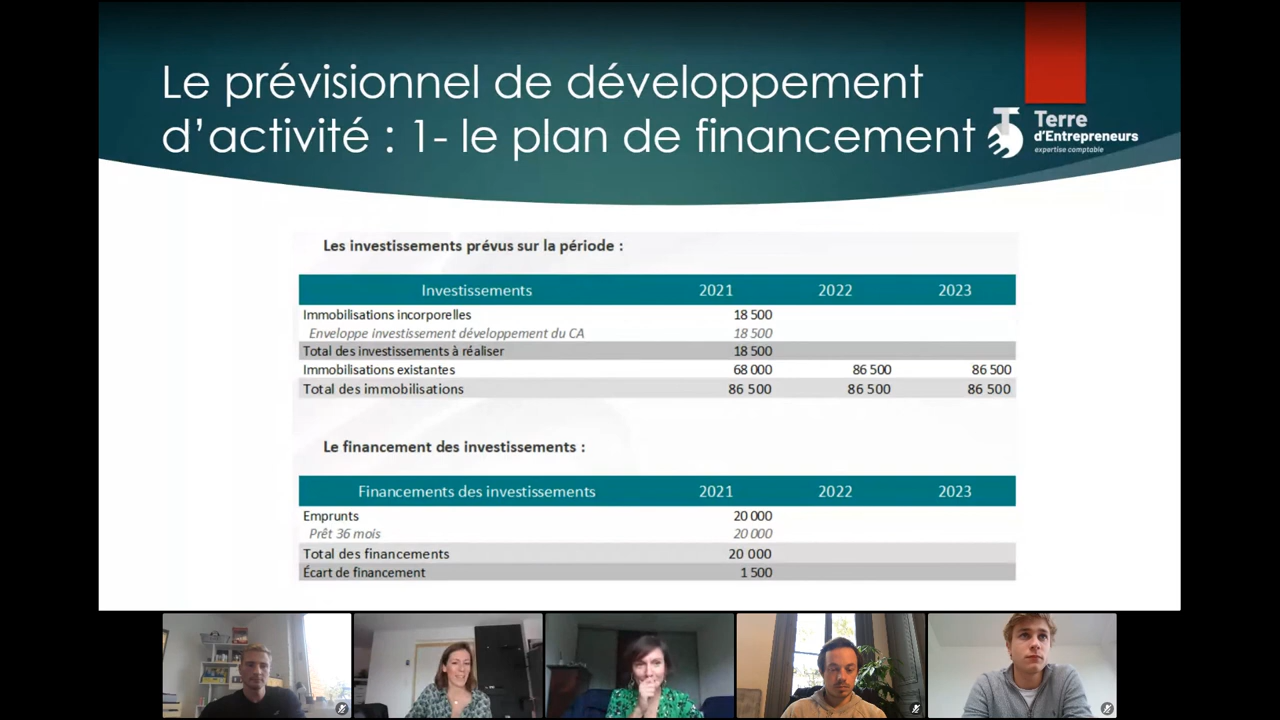 Le prévisionnel de développement
d'activité : 1- le plan de financement
Terre
d'Entrepreneurs
expertise comptable
Les investissements prévus sur la période :
Investissements 2021 2022 2023
Immobilisations incorporelles 18 500
Enveloppe investissement développement du CA 18 500
Total des investissements à réaliser 18 500
Immobilisations existantes 68 000 86 500 86 500
Total des immobilisations 86 500 86 500 86 500
Le financement des investissements :
Financements des investissements 2021 2022 2023
Emprunts 20 000
Prêt 36 mois 20 000
Total des financements 20 000
Écart de financement 1 500